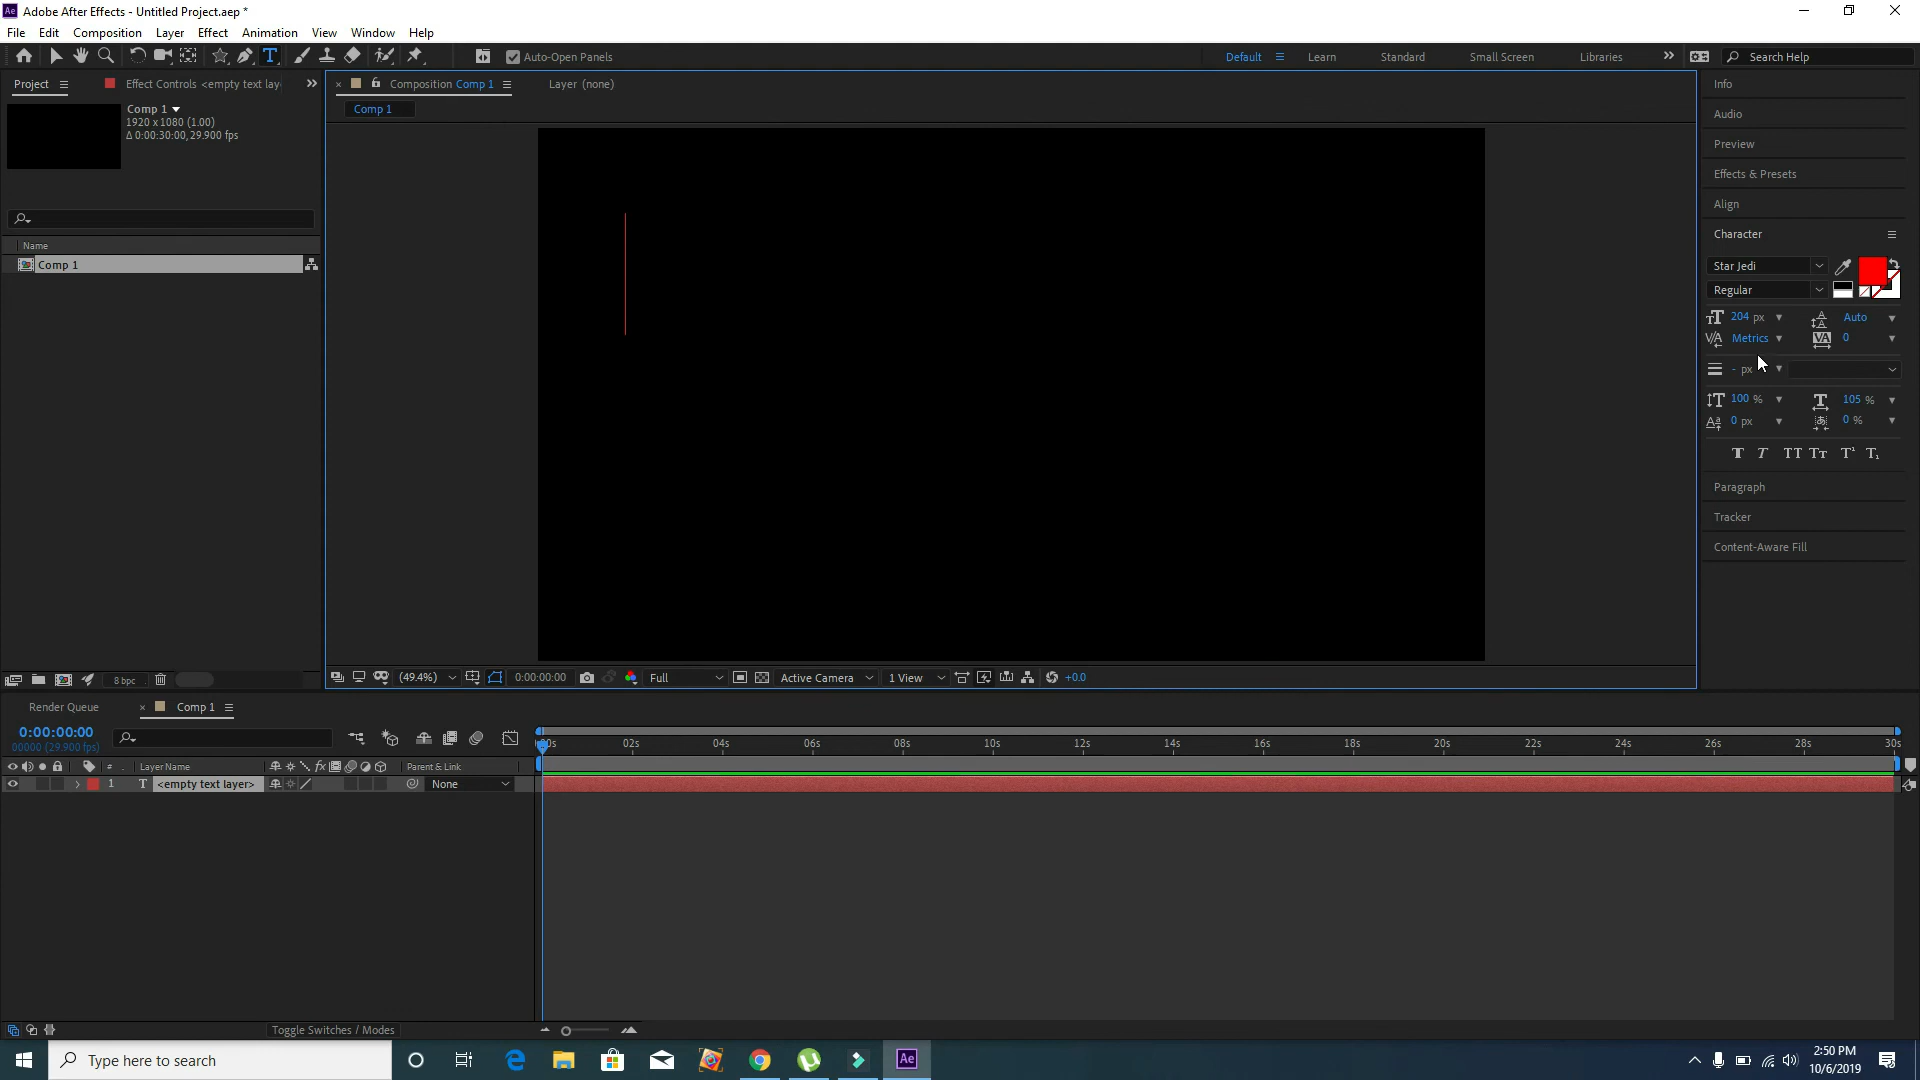 Adobe After Effects - Untitled Project.aep *
File Edit Composition Layer Effect Animation View Window Help
Auto-Open Panels
Default Learn Standard Small Screen Libraries Search Help
Project
Effect Controls <empty text lay
Composition Comp 1
Layer (none)
Comp 1
1920 x 1080 (1.00)
Δ 0:00:30:00, 29.900 fps
Comp 1
Name
Comp 1
8 bpc
(49.4%) 0:00:00:00 Full Active Camera 1 View +0.0
Info
Audio
Preview
Effects & Presets
Align
Character
Star Jedi
Regular
204 px Auto
Metrics 0
- px
100 % 105 %
0 px 0 %
T T TT Tt T¹ T₁
Paragraph
Tracker
Content-Aware Fill
Render Queue
Comp 1
0:00:00:00
00000 (29.900 fps)
02s 04s 06s 08s 10s 12s 14s 16s 18s 20s 22s 24s 26s 28s 30s
# Layer Name Parent & Link
1 T <empty text layer> None
Toggle Switches / Modes
Type here to search
Ae
2:50 PM
10/6/2019